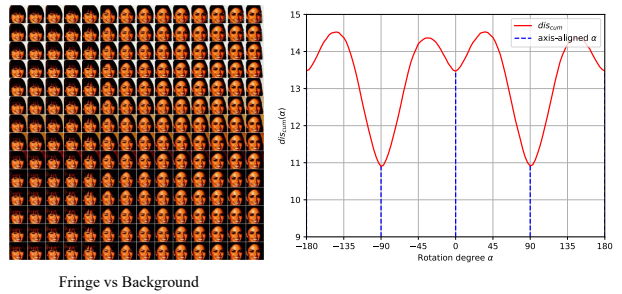 15
14
13
12
11
10
9
dis_cum(α)
dis_cum
axis-aligned α
−180 −135 −90 −45 0 45 90 135 180
Rotation degree α
Fringe vs Background